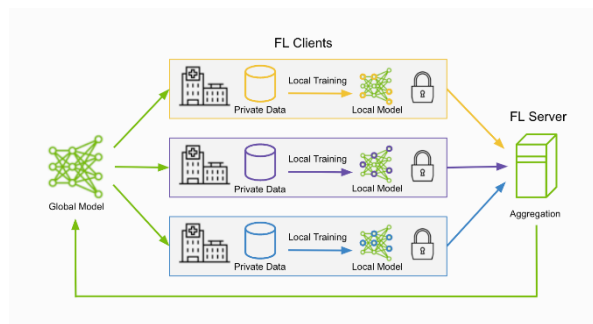 FL Clients
Local Training
Private Data
Local Model
FL Server
Local Training
Private Data
Local Model
Global Model
Aggregation
Local Training
Private Data
Local Model